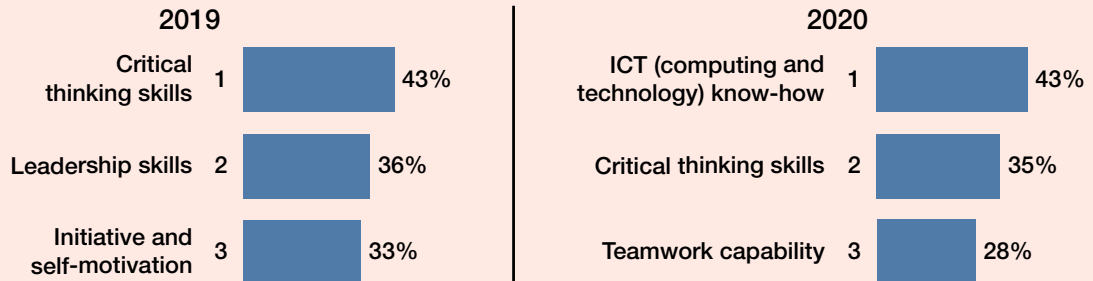 2019
Critical
thinking skills 1 43%
Leadership skills 2 36%
Initiative and
self-motivation 3 33%
2020
ICT (computing and
technology) know-how 1 43%
Critical thinking skills 2 35%
Teamwork capability 3 28%